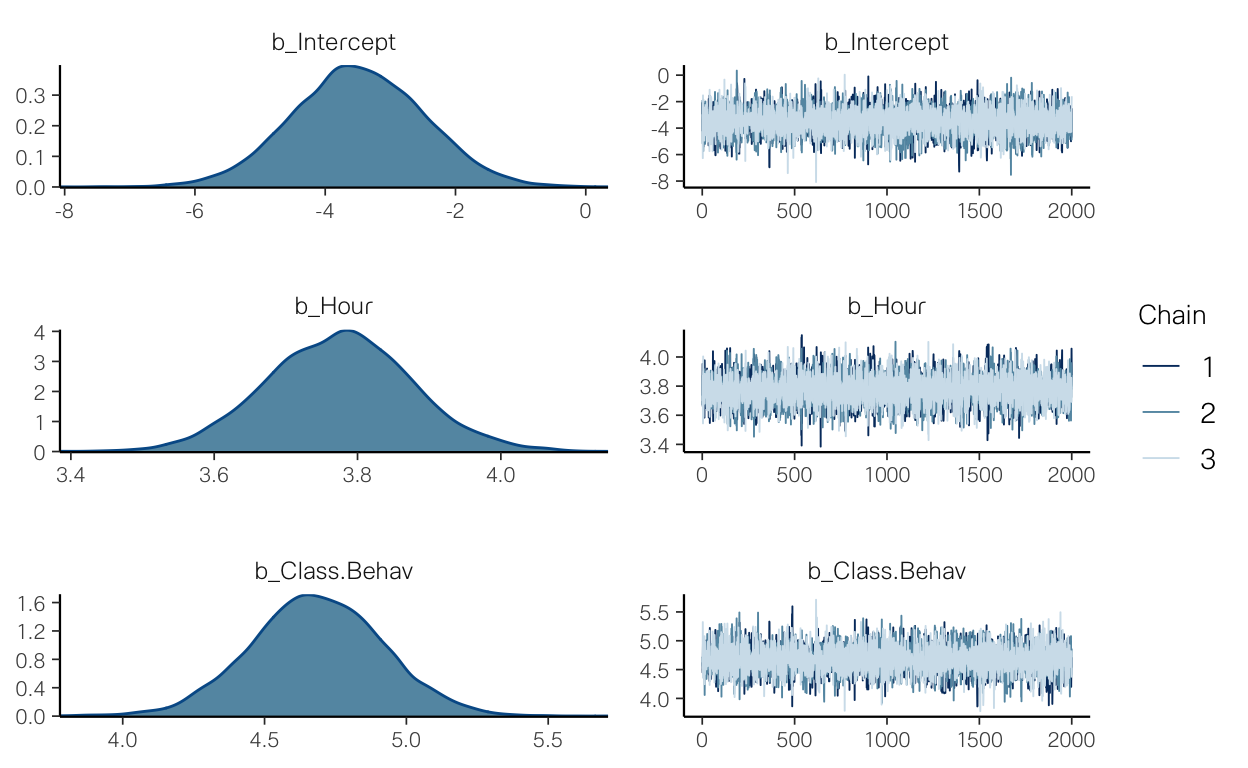 b_Intercept
0.3
0.2
0.1
0.0
-8 -6 -4 -2 0
b_Intercept
0
-2
-4
-6
-8
0 500 1000 1500 2000
b_Hour
4
3
2
1
0
3.4 3.6 3.8 4.0
b_Hour
4.0
3.8
3.6
3.4
0 500 1000 1500 2000
Chain
1
2
3
b_Class.Behav
1.6
1.2
0.8
0.4
0.0
4.0 4.5 5.0 5.5
b_Class.Behav
5.5
5.0
4.5
4.0
0 500 1000 1500 2000